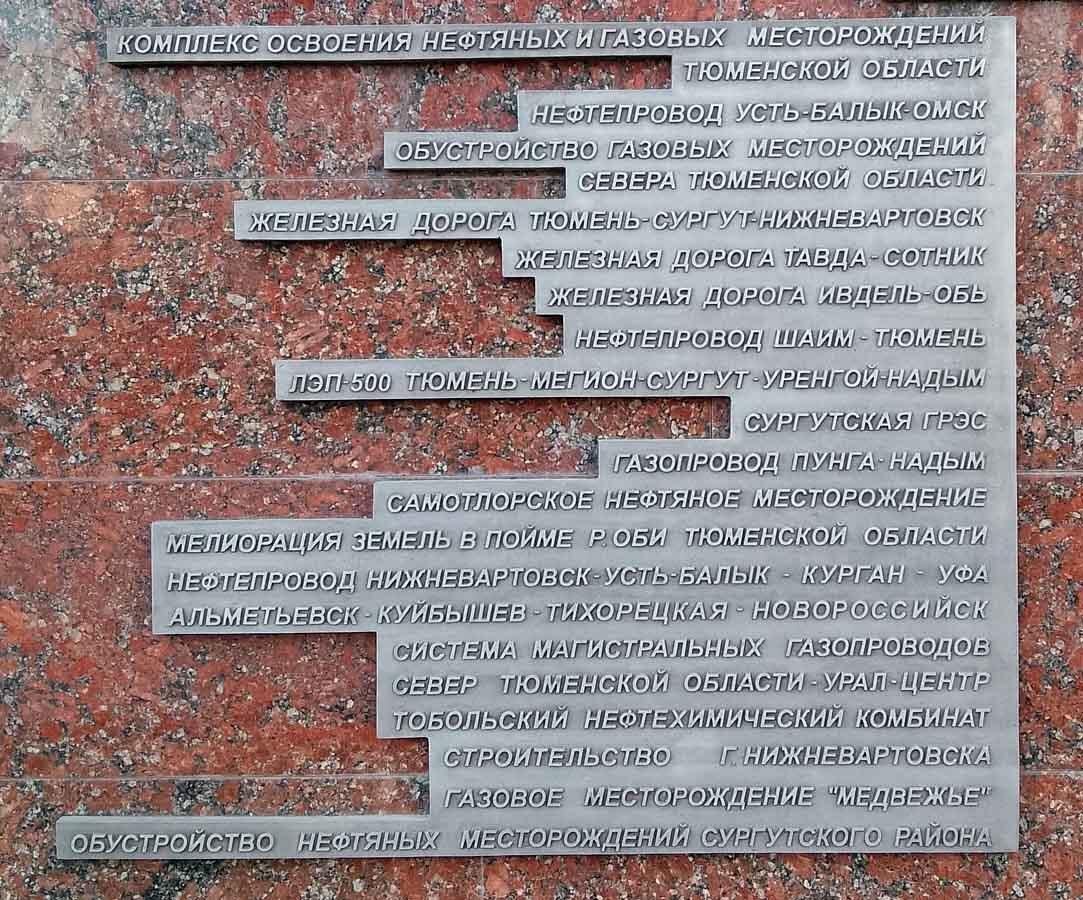 КОМПЛЕКС ОСВОЕНИЯ НЕФТЯНЫХ И ГАЗОВЫХ МЕСТОРОЖДЕНИЙ
ТЮМЕНСКОЙ ОБЛАСТИ
НЕФТЕПРОВОД УСТЬ-БАЛЫК-ОМСК
ОБУСТРОЙСТВО ГАЗОВЫХ МЕСТОРОЖДЕНИЙ
СЕВЕРА ТЮМЕНСКОЙ ОБЛАСТИ
ЖЕЛЕЗНАЯ ДОРОГА ТЮМЕНЬ-СУРГУТ-НИЖНЕВАРТОВСК
ЖЕЛЕЗНАЯ ДОРОГА ТАВДА-СОТНИК
ЖЕЛЕЗНАЯ ДОРОГА ИВДЕЛЬ-ОБЬ
НЕФТЕПРОВОД ШАИМ-ТЮМЕНЬ
ЛЭП-500 ТЮМЕНЬ-МЕГИОН-СУРГУТ-УРЕНГОЙ-НАДЫМ
СУРГУТСКАЯ ГРЭС
ГАЗОПРОВОД ПУНГА-НАДЫМ
САМОТЛОРСКОЕ НЕФТЯНОЕ МЕСТОРОЖДЕНИЕ
МЕЛИОРАЦИЯ ЗЕМЕЛЬ В ПОЙМЕ Р.ОБИ ТЮМЕНСКОЙ ОБЛАСТИ
НЕФТЕПРОВОД НИЖНЕВАРТОВСК-УСТЬ-БАЛЫК - КУРГАН - УФА
АЛЬМЕТЬЕВСК-КУЙБЫШЕВ-ТИХОРЕЦКАЯ - НОВОРОССИЙСК
СИСТЕМА МАГИСТРАЛЬНЫХ ГАЗОПРОВОДОВ
СЕВЕР ТЮМЕНСКОЙ ОБЛАСТИ-УРАЛ-ЦЕНТР
ТОБОЛЬСКИЙ НЕФТЕХИМИЧЕСКИЙ КОМБИНАТ
СТРОИТЕЛЬСТВО Г.НИЖНЕВАРТОВСКА
ГАЗОВОЕ МЕСТОРОЖДЕНИЕ "МЕДВЕЖЬЕ"
ОБУСТРОЙСТВО НЕФТЯНЫХ МЕСТОРОЖДЕНИЙ СУРГУТСКОГО РАЙОНА